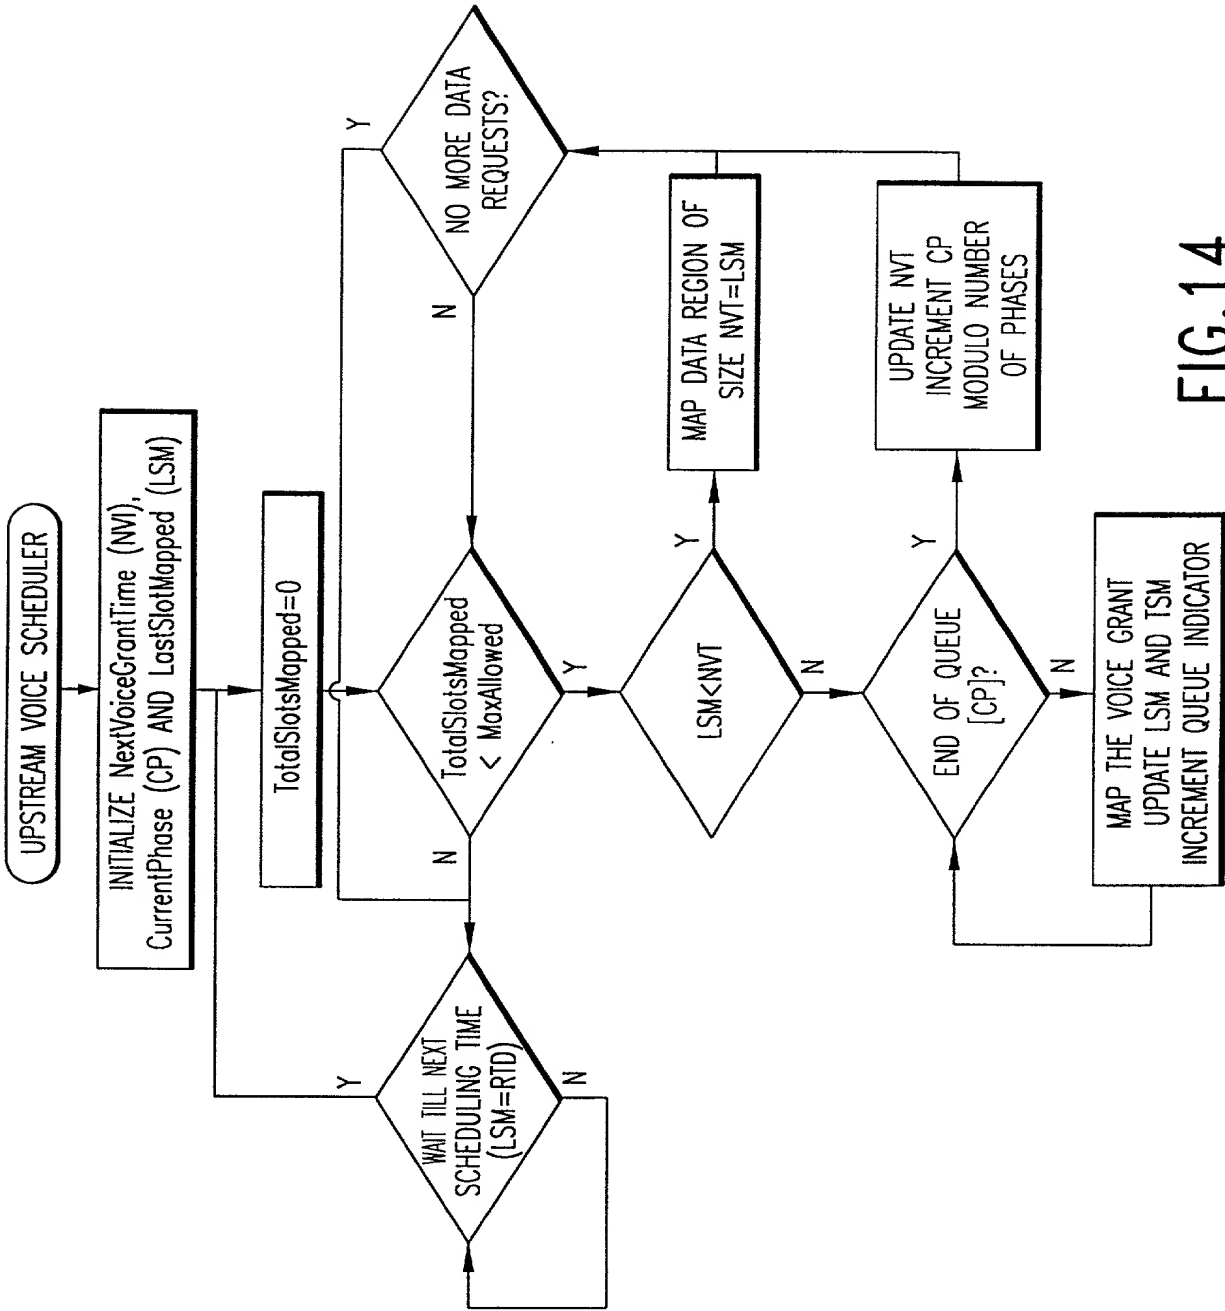 UPSTREAM VOICE SCHEDULER
INITIALIZE NextVoiceGrantTime (NVI),
CurrentPhase (CP) AND LastSlotMapped (LSM)
TotalSlotsMapped=0
WAIT TILL NEXT
SCHEDULING TIME
(LSM=RTD)
Y
N
TotalSlotsMapped
< MaxAllowed
N
Y
NO MORE DATA
REQUESTS?
Y
N
LSM<NVT
Y
N
MAP DATA REGION OF
SIZE NVT=LSM
END OF QUEUE
[CP]?
Y
N
UPDATE NVT
INCREMENT CP
MODULO NUMBER
OF PHASES
MAP THE VOICE GRANT
UPDATE LSM AND TSM
INCREMENT QUEUE INDICATOR
FIG.14